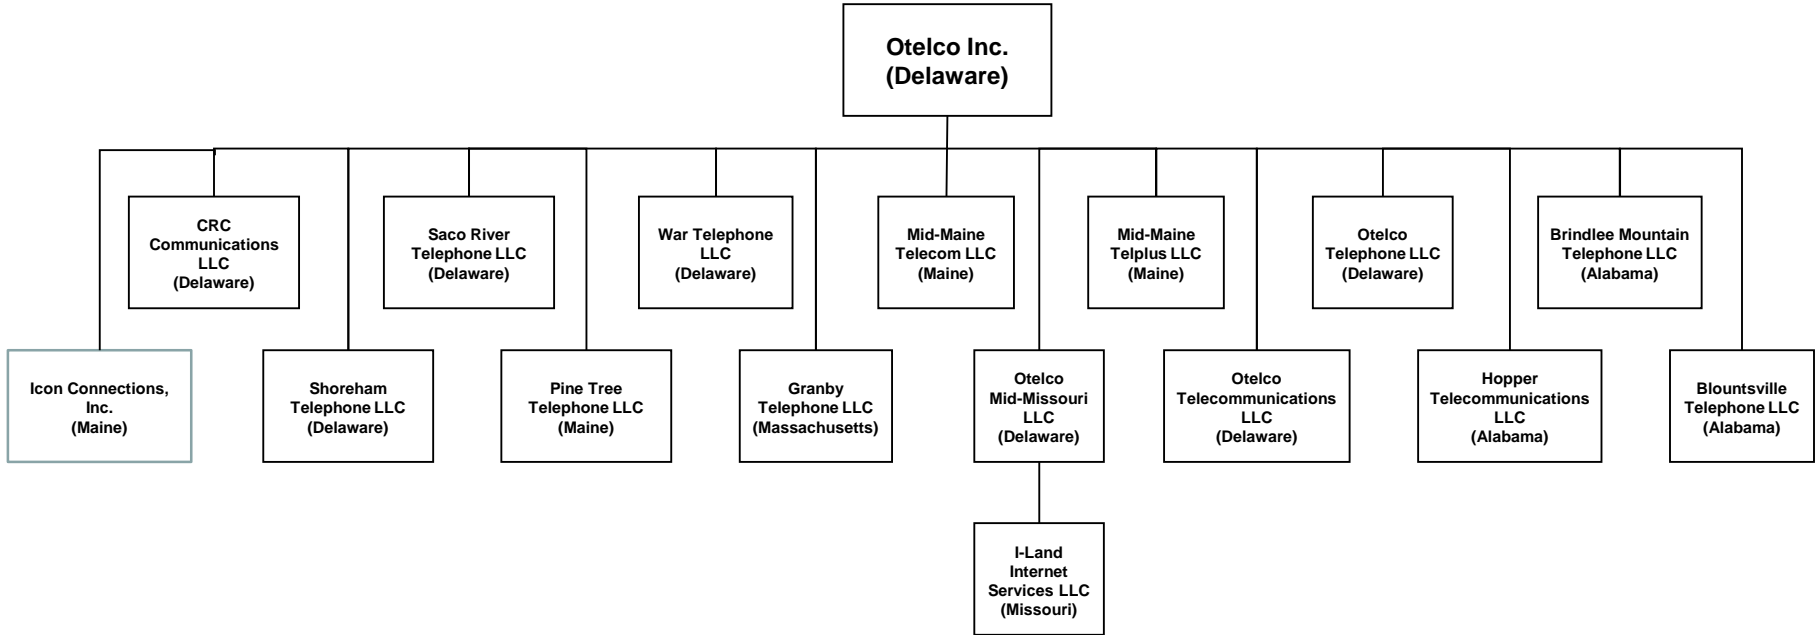 Otelco Inc.
(Delaware)
CRC
Communications
LLC
(Delaware)
Saco River
Telephone LLC
(Delaware)
War Telephone
LLC
(Delaware)
Mid-Maine
Telecom LLC
(Maine)
Mid-Maine
Telplus LLC
(Maine)
Otelco
Telephone LLC
(Delaware)
Brindlee Mountain
Telephone LLC
(Alabama)
Icon Connections,
Inc.
(Maine)
Shoreham
Telephone LLC
(Delaware)
Pine Tree
Telephone LLC
(Maine)
Granby
Telephone LLC
(Massachusetts)
Otelco
Mid-Missouri
LLC
(Delaware)
Otelco
Telecommunications
LLC
(Delaware)
Hopper
Telecommunications
LLC
(Alabama)
Blountsville
Telephone LLC
(Alabama)
I-Land
Internet
Services LLC
(Missouri)